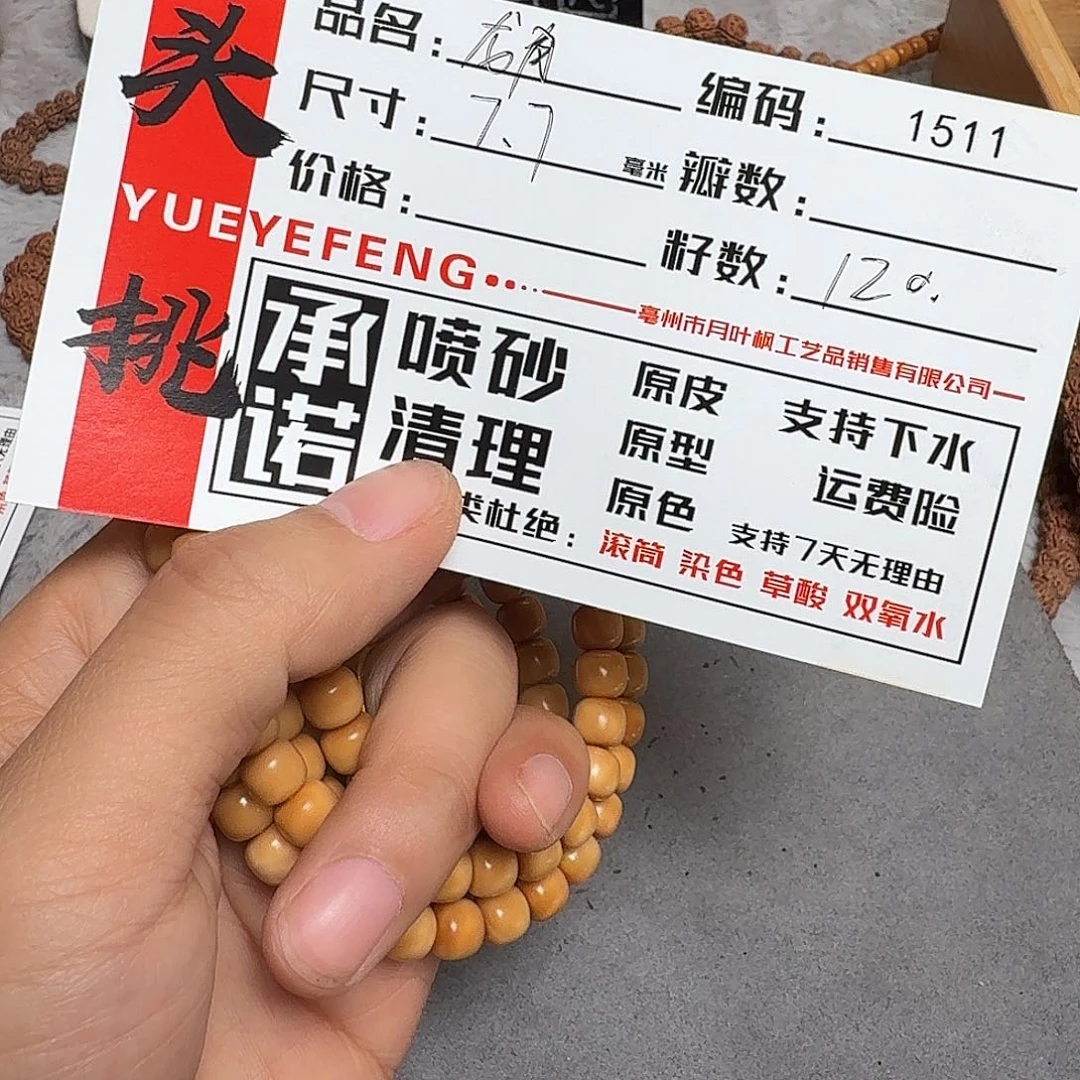 头挑
品名：龙角
编码：1511
尺寸：7.7毫米
瓣数：
价格：
籽数：120.
YUEYEFENG
亳州市月叶枫工艺品销售有限公司
承诺
喷砂 原皮 支持下水
清理 原型 运费险
原色 支持7天无理由
类杜绝：滚筒 染色 草酸 双氧水